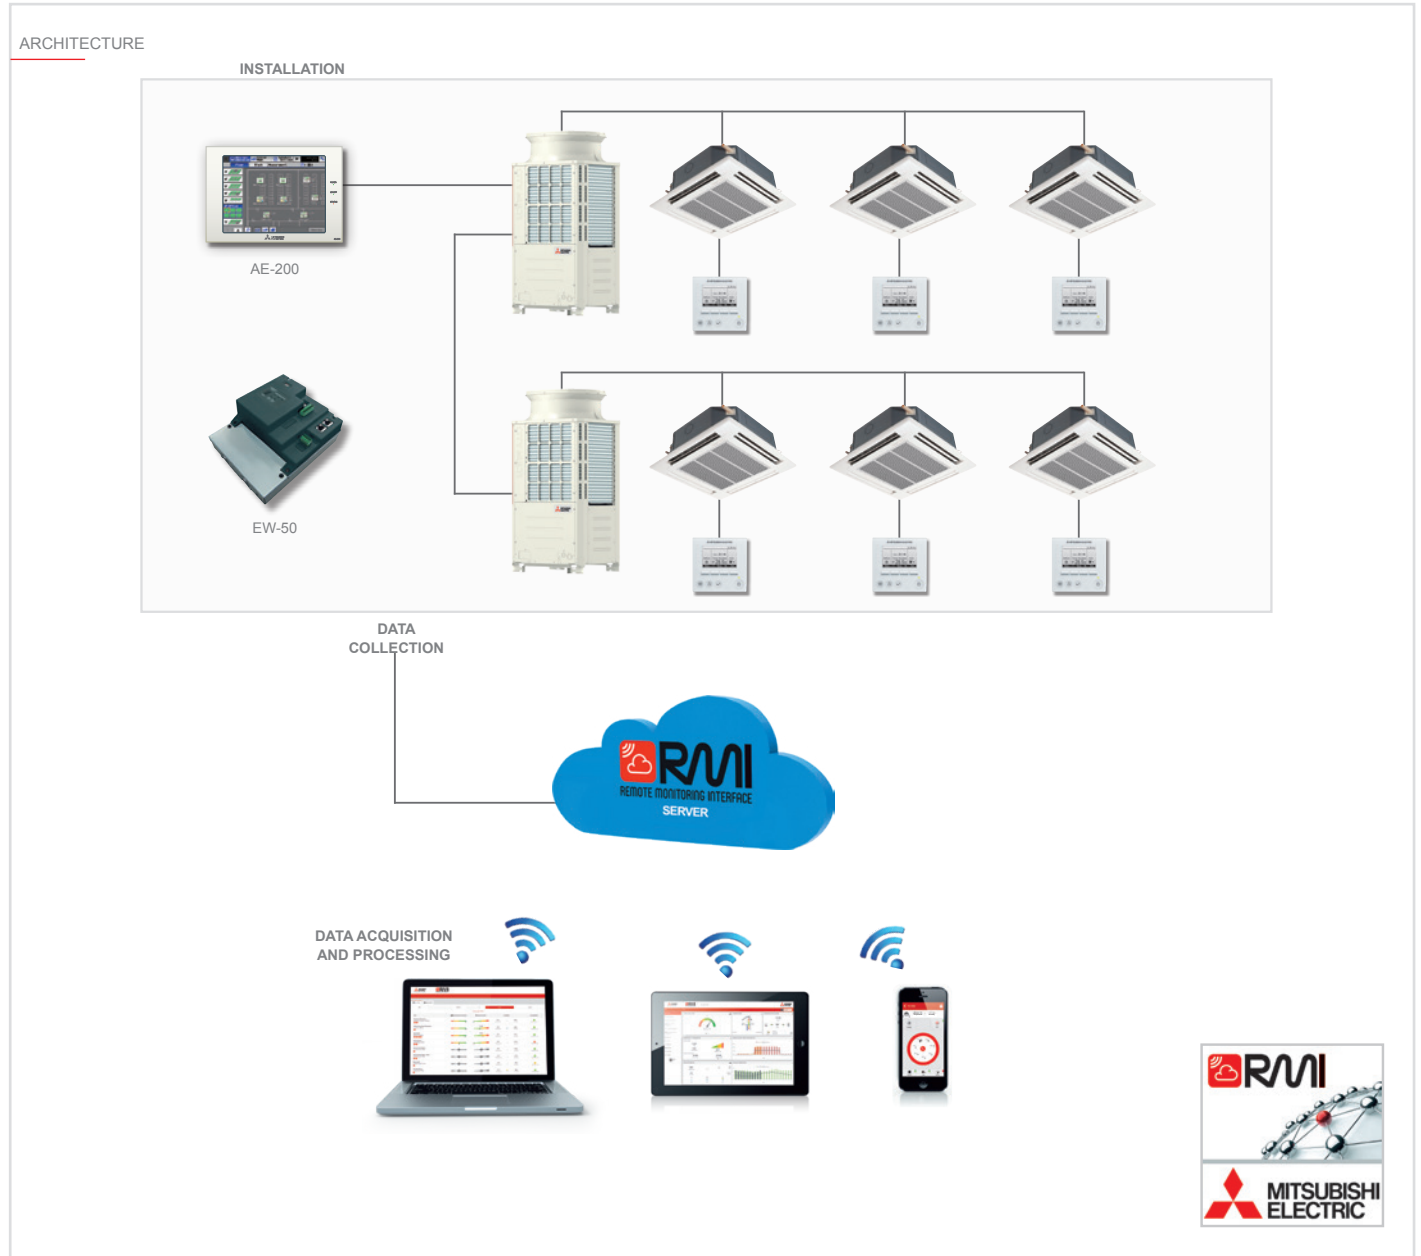 ARCHITECTURE
INSTALLATION
AE-200
EW-50
DATA
COLLECTION
RMI
REMOTE MONITORING INTERFACE
SERVER
DATA ACQUISITION
AND PROCESSING
RMI
MITSUBISHI
ELECTRIC